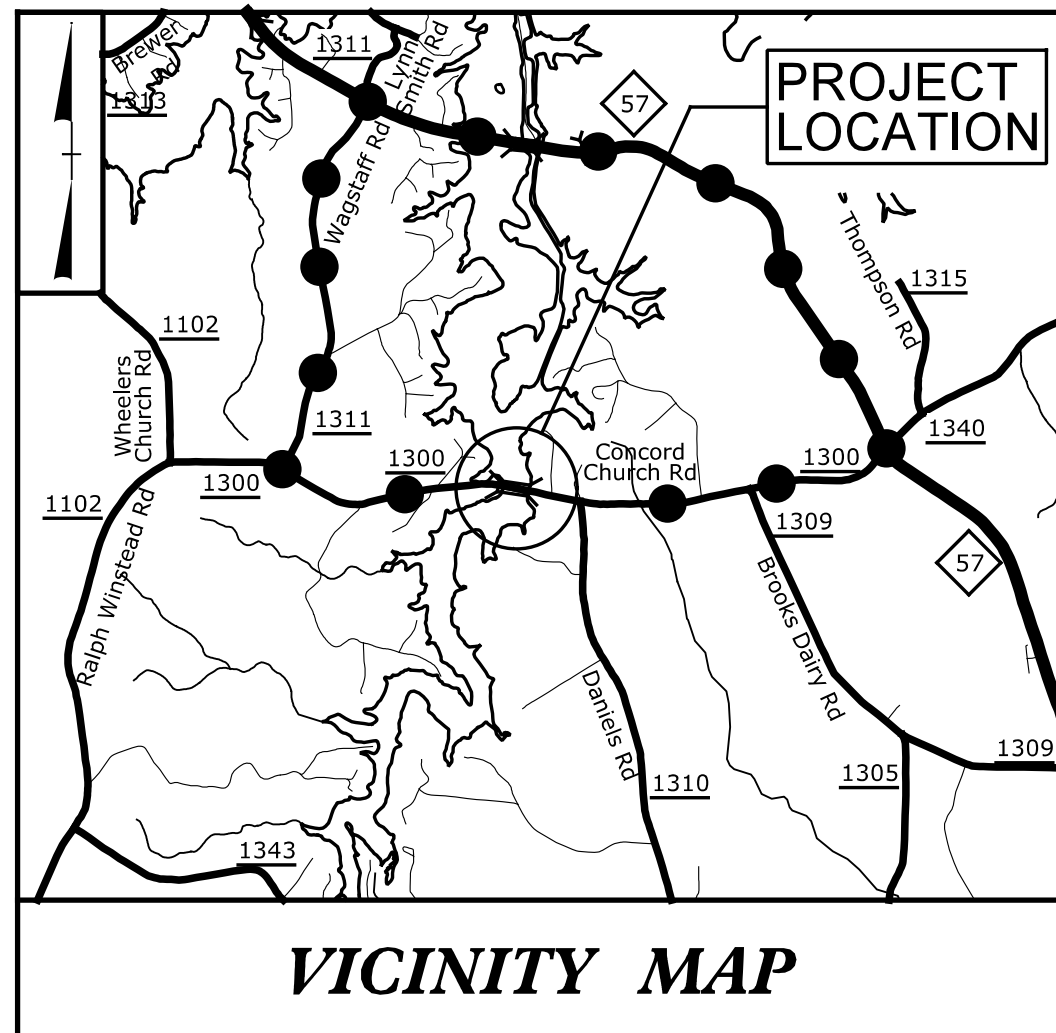 Brewer
Rd
1313
1311
Lynn
Smith Rd
57
PROJECT
LOCATION
Wagstaff Rd
Thompson Rd
1315
1102
Wheelers
Church Rd
1311
1340
1300
1300
Concord
Church Rd
1300
1102
1309
57
Ralph Winstead Rd
Brooks Dairy Rd
Daniels Rd
1309
1305
1310
1343
VICINITY MAP